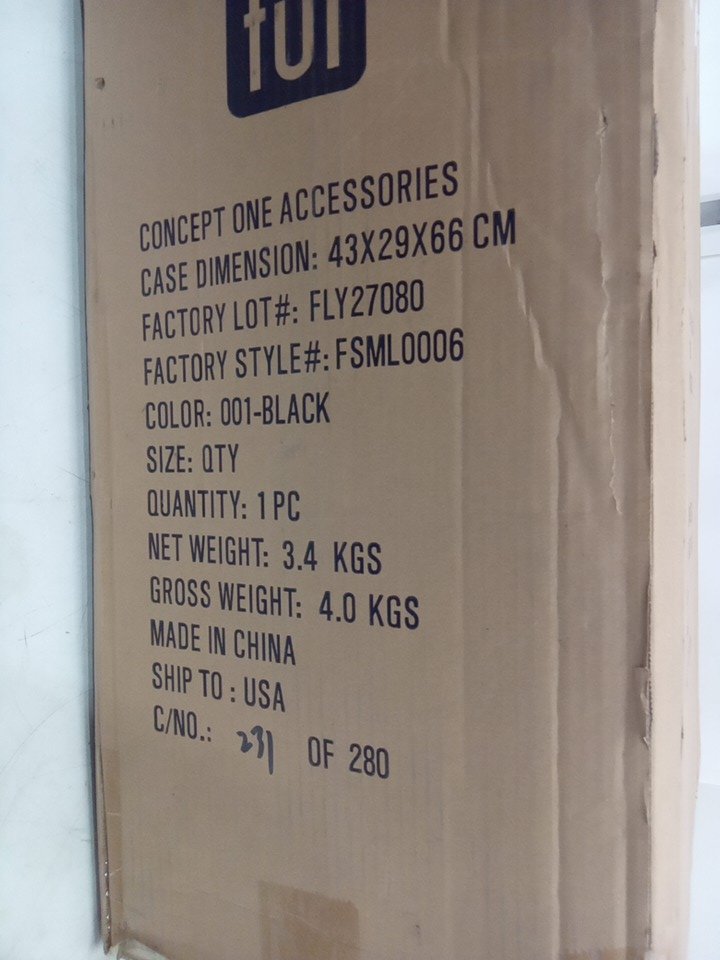 ful
CONCEPT ONE ACCESSORIES
CASE DIMENSION: 43X29X66 CM
FACTORY LOT#: FLY27080
FACTORY STYLE#: FSML0006
COLOR: 001-BLACK
SIZE: QTY
QUANTITY: 1 PC
NET WEIGHT: 3.4 KGS
GROSS WEIGHT: 4.0 KGS
MADE IN CHINA
SHIP TO : USA
C/NO.: 231 OF 280